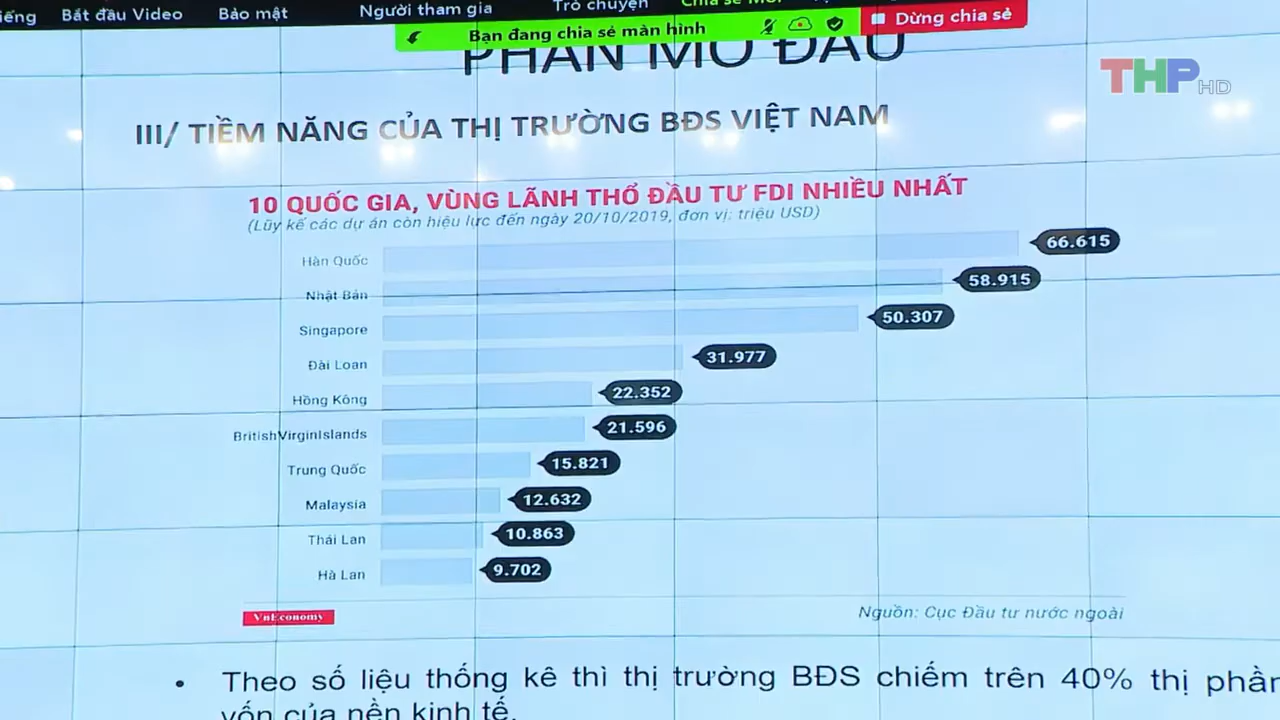 Bắt đầu Video Bảo mật Người tham gia Trò chuyện
Bạn đang chia sẻ màn hình Dừng chia sẻ
PHẦN MỞ ĐẦU
THP HD
III/ TIỀM NĂNG CỦA THỊ TRƯỜNG BĐS VIỆT NAM
10 QUỐC GIA, VÙNG LÃNH THỔ ĐẦU TƯ FDI NHIỀU NHẤT
(Lũy kế các dự án còn hiệu lực đến ngày 20/10/2019, đơn vị: triệu USD)
Hàn Quốc 66.615
Nhật Bản 58.915
Singapore 50.307
Đài Loan 31.977
Hồng Kông 22.352
BritishVirginIslands 21.596
Trung Quốc 15.821
Malaysia 12.632
Thái Lan 10.863
Hà Lan 9.702
VnEconomy
Nguồn: Cục Đầu tư nước ngoài
• Theo số liệu thống kê thì thị trường BĐS chiếm trên 40% thị phần
vốn của nền kinh tế.